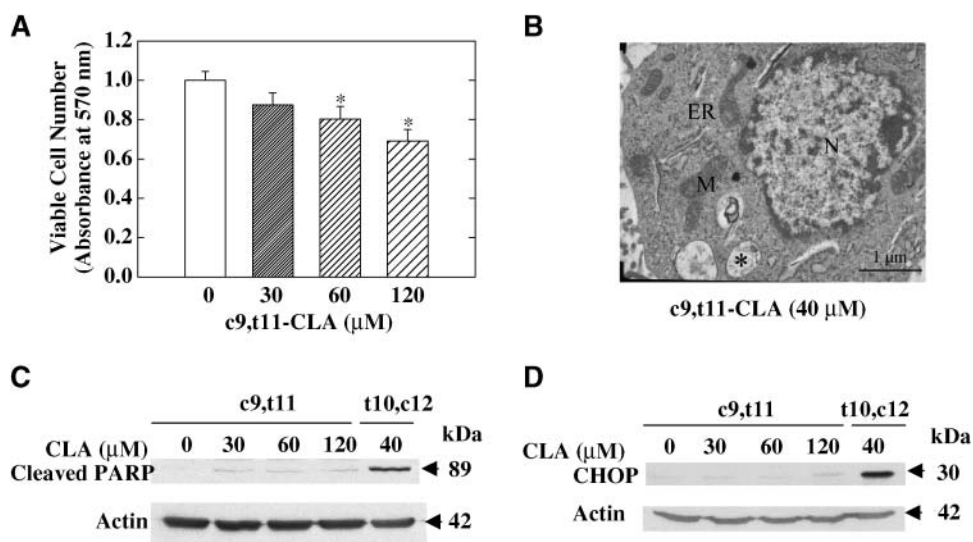 A
Viable Cell Number
(Absorbance at 570 nm)
1.2
1.0
0.8
0.6
0.4
0.2
0.0
*
*
0 30 60 120
c9,t11-CLA (μM)
B
ER
N
M
*
1 μm
c9,t11-CLA (40 μM)
C
c9,t11 t10,c12
CLA (μM) 0 30 60 120 40 kDa
Cleaved PARP 89
Actin 42
D
c9,t11 t10,c12
CLA (μM) 0 30 60 120 40 kDa
CHOP 30
Actin 42